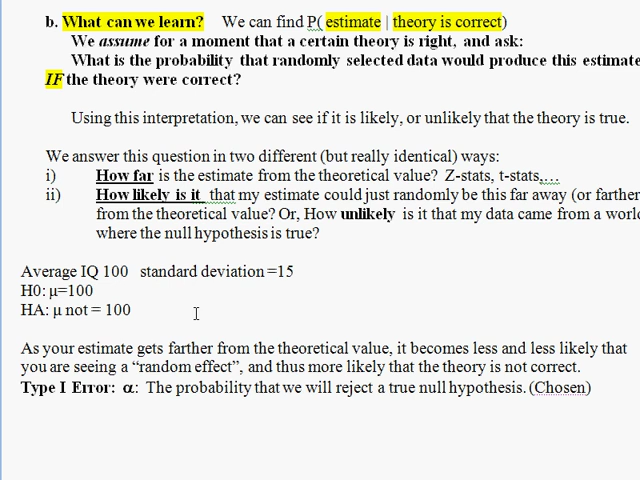 b. What can we learn? We can find P( estimate | theory is correct)
We assume for a moment that a certain theory is right, and ask:
What is the probability that randomly selected data would produce this estimate
IF the theory were correct?
Using this interpretation, we can see if it is likely, or unlikely that the theory is true.
We answer this question in two different (but really identical) ways:
i) How far is the estimate from the theoretical value? Z-stats, t-stats,…
ii) How likely is it that my estimate could just randomly be this far away (or farther
from the theoretical value? Or, How unlikely is it that my data came from a
where the null hypothesis is true?
Average IQ 100 standard deviation =15
H0: μ=100
HA: μ not = 100
As your estimate gets farther from the theoretical value, it becomes less and less likely that
you are seeing a “random effect”, and thus more likely that the theory is not correct.
Type I Error: α: The probability that we will reject a true null hypothesis. (Chosen)